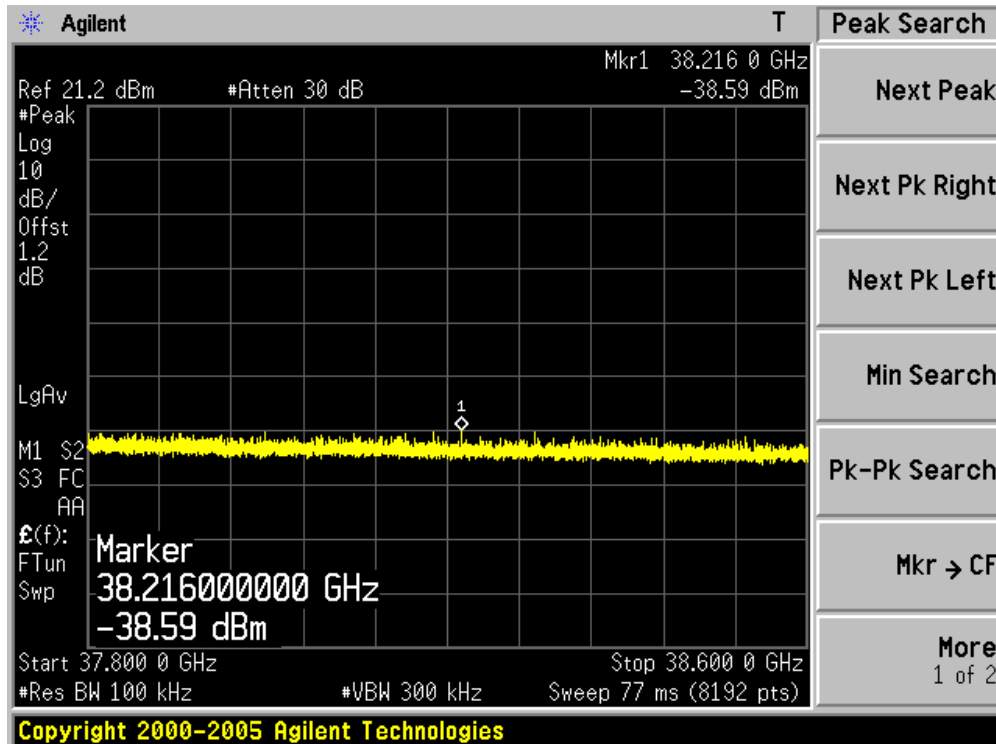 Agilent T Peak Search
Mkr1 38.216 0 GHz
Ref 21.2 dBm #Atten 30 dB -38.59 dBm
#Peak
Log
10
dB/
Offst
1.2
dB
LgAv
1
M1 S2
S3 FC
AA
£(f):
FTun
Swp
Marker
38.216000000 GHz
-38.59 dBm
Start 37.800 0 GHz Stop 38.600 0 GHz
#Res BW 100 kHz #VBW 300 kHz Sweep 77 ms (8192 pts)
Copyright 2000-2005 Agilent Technologies
Next Peak
Next Pk Right
Next Pk Left
Min Search
Pk-Pk Search
Mkr → CF
More
1 of 2